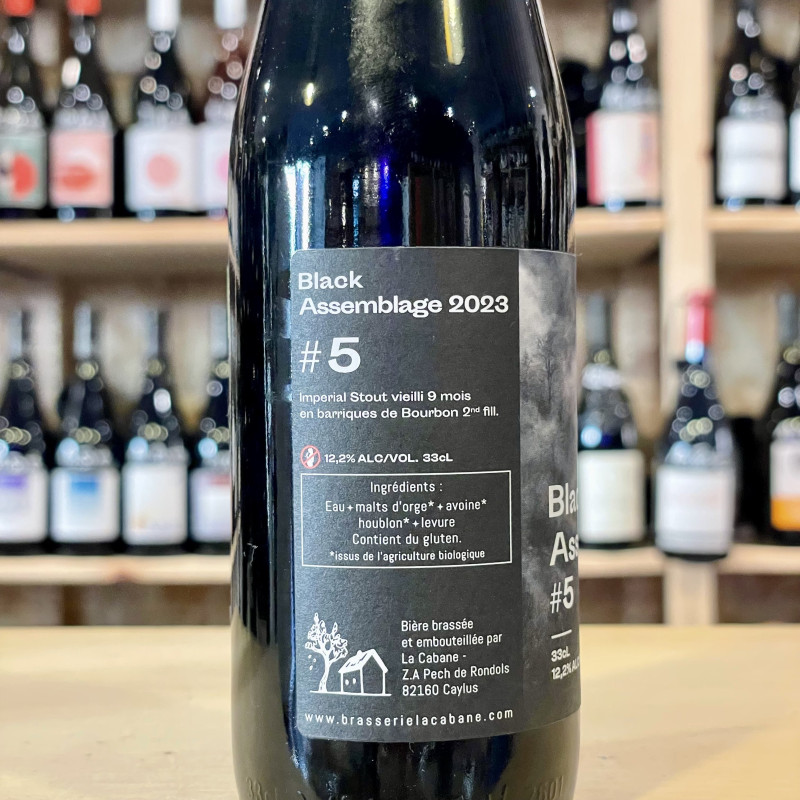 Black
Assemblage 2023
#5
Imperial Stout vieilli 9 mois
en barriques de Bourbon 2nd fill.
12,2% ALC/VOL. 33cL
Ingrédients :
Eau + malts d'orge* + avoine*
houblon* + levure
Contient du gluten.
*issus de l'agriculture biologique
Bière brassée
et embouteillée par
La Cabane -
Z.A Pech de Rondols
82160 Caylus
www.brasserielacabane.com
#5
33cL